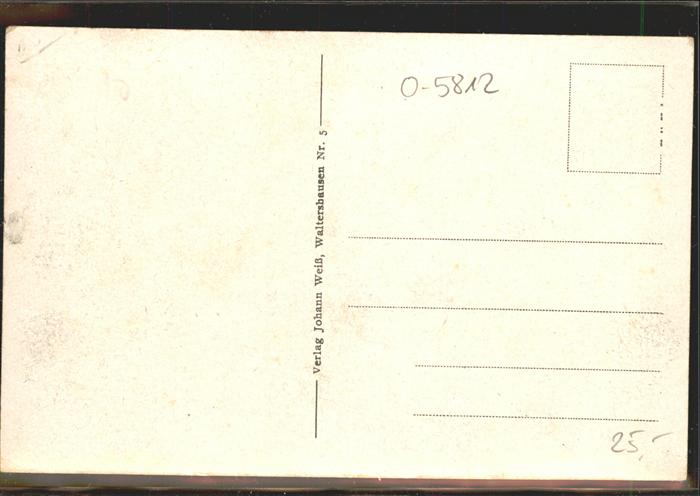 O-5812
Verlag Johann Weiß, Waltershausen Nr. 5
25,-